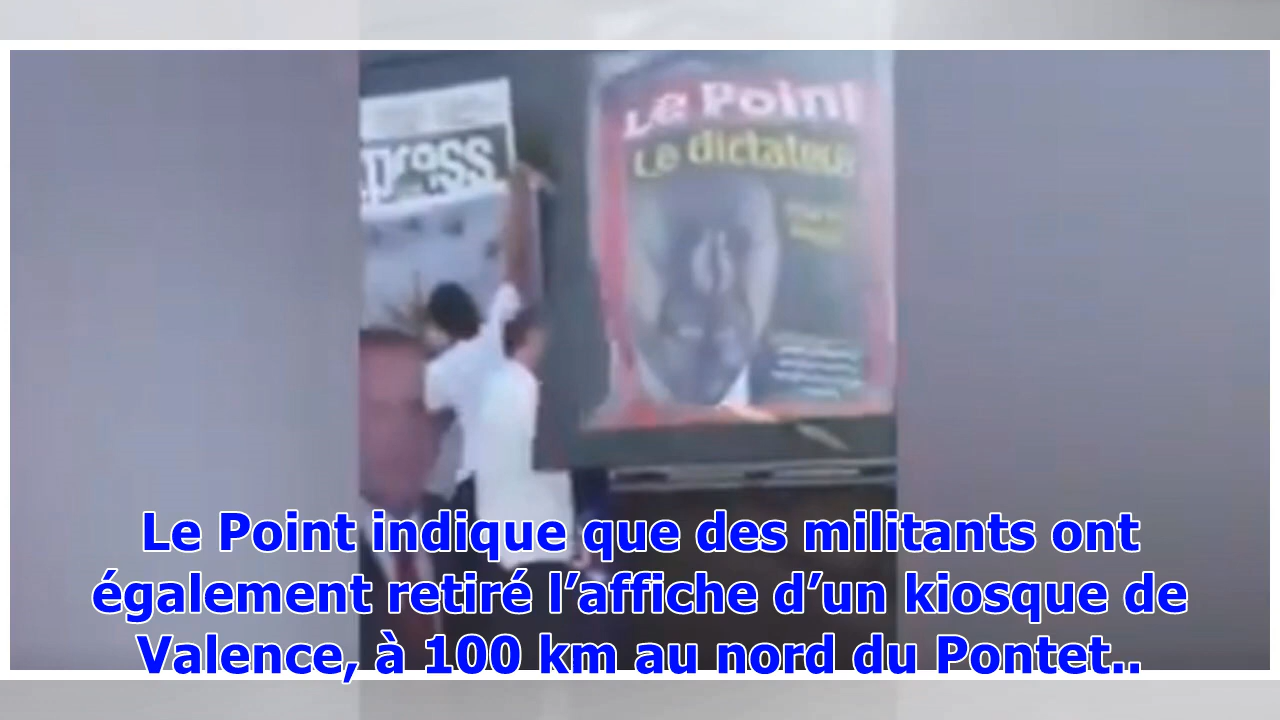 press
Le Point
Le dictateur
Le Point indique que des militants ont
également retiré l’affiche d’un kiosque de
Valence, à 100 km au nord du Pontet..